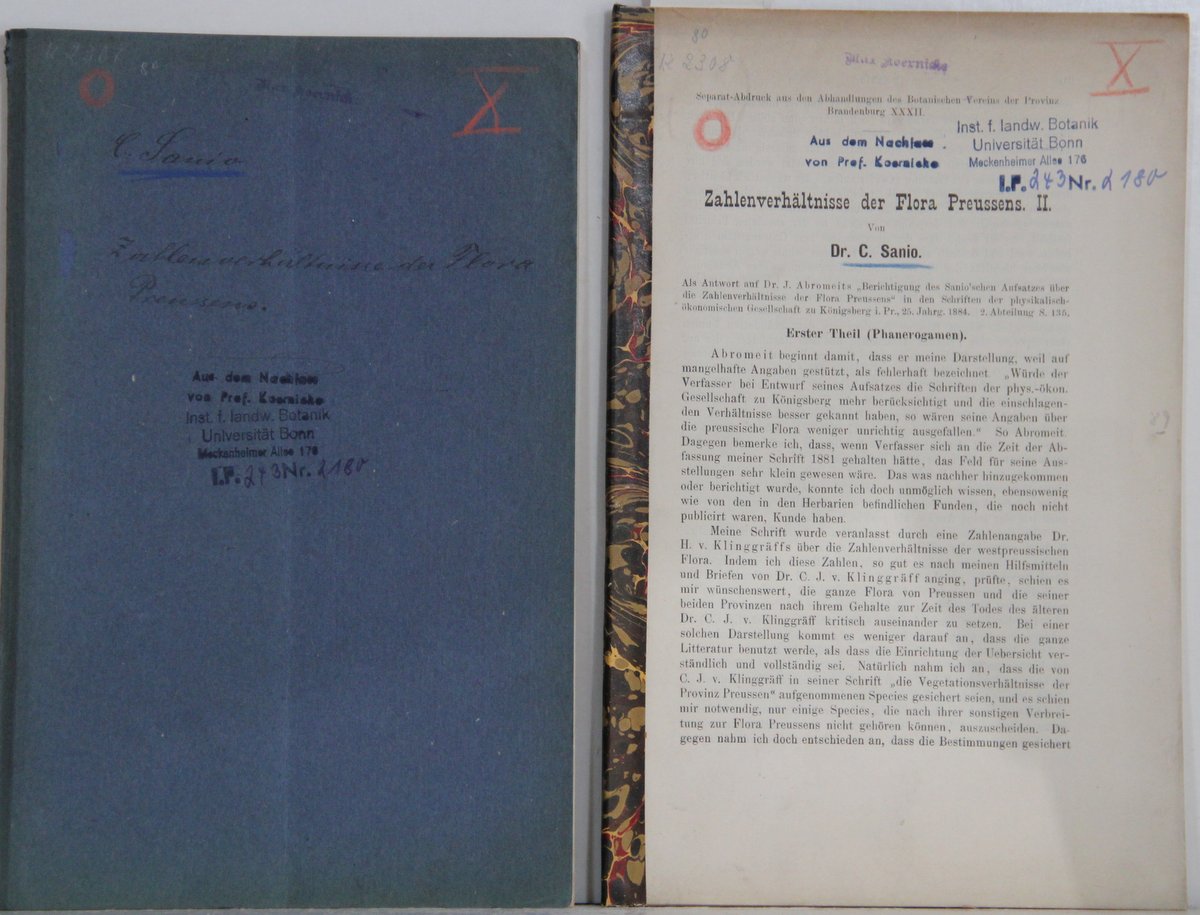 K 2308
80
Max Koernicke
X
O
C. Sanio
Zahlenverhältnisse der Flora
Preussens.
Aus dem Nachlass
von Prof. Koernicke
Inst. f. landw. Botanik
Universität Bonn
Meckenheimer Allee 176
I.P. 243 Nr. 2180
80
K 2308
Max Koernicke
X
Separat-Abdruck aus den Abhandlungen des Botanischen Vereins der Provinz
Brandenburg XXXII.
O
Aus dem Nachlass
von Prof. Koernicke
Inst. f. landw. Botanik
Universität Bonn
Meckenheimer Allee 176
I.P. 243 Nr. 2180
Zahlenverhältnisse der Flora Preussens. II.
Von
Dr. C. Sanio.
Als Antwort auf Dr. J. Abromeits „Berichtigung des Sanio'schen Aufsatzes über
die Zahlenverhältnisse der Flora Preussens“ in den Schriften der physikalisch-
ökonomischen Gesellschaft zu Königsberg i. Pr., 25. Jahrg. 1884. 2. Abteilung S. 135.
Erster Theil (Phanerogamen).
Abromeit beginnt damit, dass er meine Darstellung, weil auf
mangelhafte Angaben gestützt, als fehlerhaft bezeichnet. „Würde der
Verfasser bei Entwurf seines Aufsatzes die Schriften der phys.-ökon.
Gesellschaft zu Königsberg mehr berücksichtigt und die einschlagen-
den Verhältnisse besser gekannt haben, so wären seine Angaben über
die preussische Flora weniger unrichtig ausgefallen.“ So Abromeit.
Dagegen bemerke ich, dass, wenn Verfasser sich an die Zeit der Ab-
fassung meiner Schrift 1881 gehalten hätte, das Feld für seine Aus-
stellungen sehr klein gewesen wäre. Das was nachher hinzugekommen
oder berichtigt wurde, konnte ich doch unmöglich wissen, ebensowenig
wie von den in den Herbarien befindlichen Funden, die noch nicht
publicirt waren, Kunde haben.
Meine Schrift wurde veranlasst durch eine Zahlenangabe Dr.
H. v. Klinggräffs über die Zahlenverhältnisse der westpreussischen
Flora. Indem ich diese Zahlen, so gut es nach meinen Hilfsmitteln
und Briefen von Dr. C. J. v. Klinggräff anging, prüfte, schien es
mir wünschenswert, die ganze Flora von Preussen und die seiner
beiden Provinzen nach ihrem Gehalte zur Zeit des Todes des älteren
Dr. C. J. v. Klinggräff kritisch auseinander zu setzen. Bei einer
solchen Darstellung kommt es weniger darauf an, dass die ganze
Litteratur benutzt werde, als dass die Einrichtung der Uebersicht ver-
ständlich und vollständig sei. Natürlich nahm ich an, dass die von
C. J. v. Klinggräff in seiner Schrift „die Vegetationsverhältnisse der
Provinz Preussen“ aufgenommenen Species gesichert seien, und es schien
mir notwendig, nur einige Species, die nach ihrer sonstigen Verbrei-
tung zur Flora Preussens nicht gehören können, auszuscheiden. Da-
gegen nahm ich doch entschieden an, dass die Bestimmungen gesichert